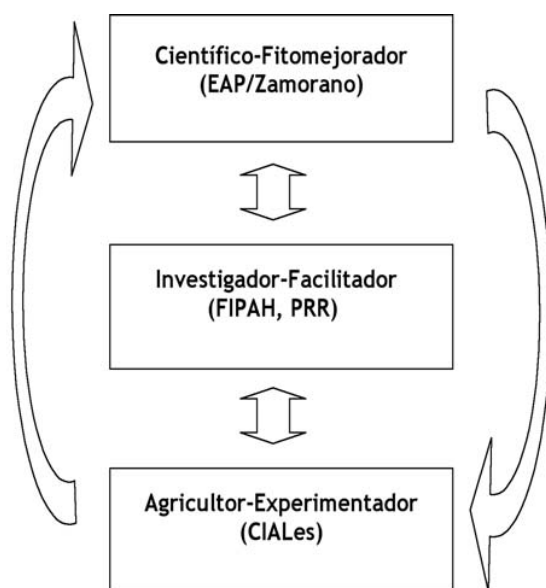 Científico-Fitomejorador
(EAP/Zamorano)
Investigador-Facilitador
(FIPAH, PRR)
Agricultor-Experimentador
(CIALes)